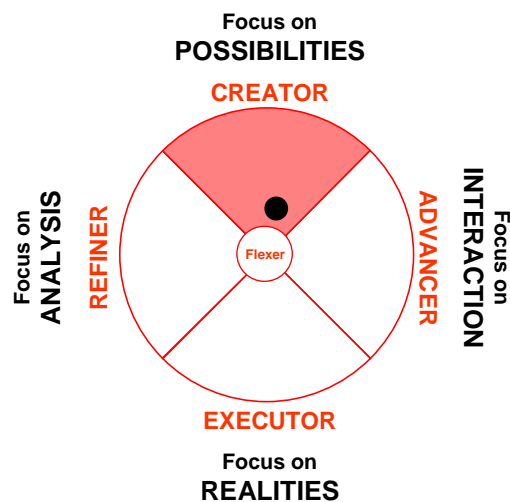 Focus on
POSSIBILITIES
CREATOR
Focus on
ANALYSIS
REFINER
Flexer
ADVANCER
Focus on
INTERACTION
EXECUTOR
Focus on
REALITIES